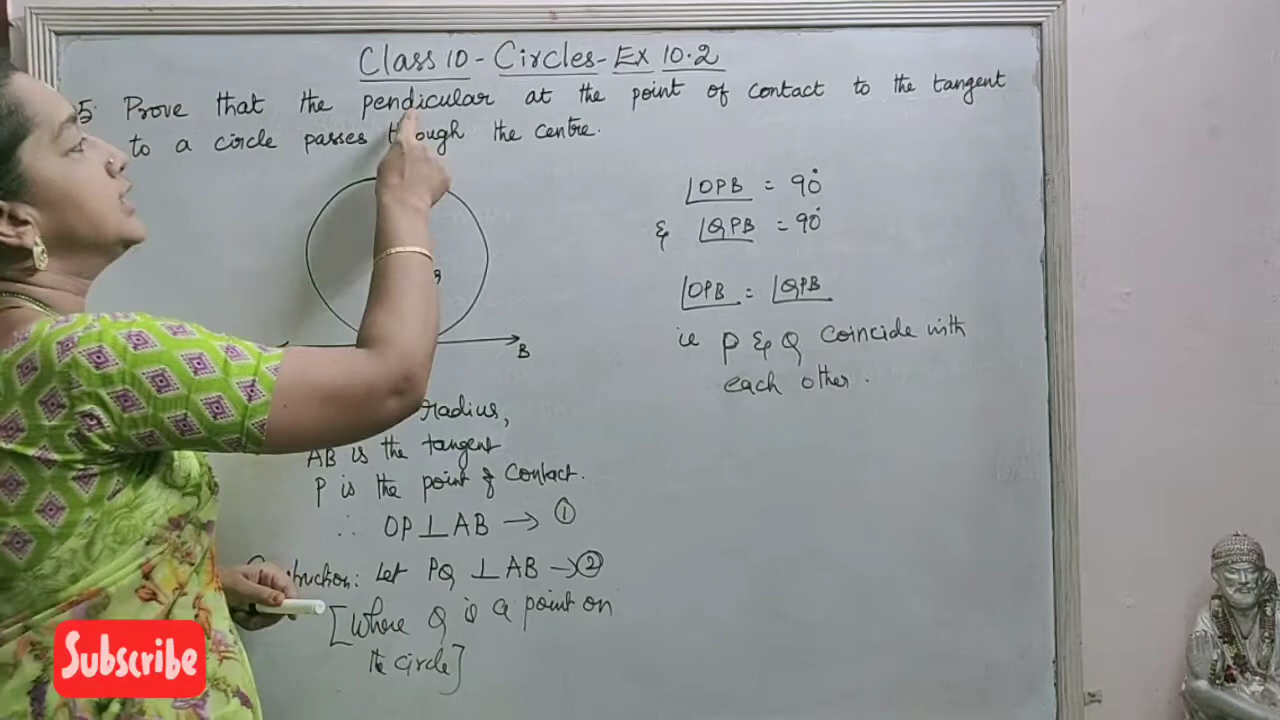 Class 10 - Circles - Ex 10.2
5. Prove that the pendicular at the point of contact to the tangent
to a circle passes through the centre.
∠OPB = 90°
& ∠QPB = 90°
∠OPB = ∠QPB
ie P & Q coincide with
each other.
B
radius,
AB is the tangent
P is the point of Contact.
∴ OP ⊥ AB → ①
Construction: Let PQ ⊥ AB → ②
[Where Q is a point on
the circle]
Subscribe